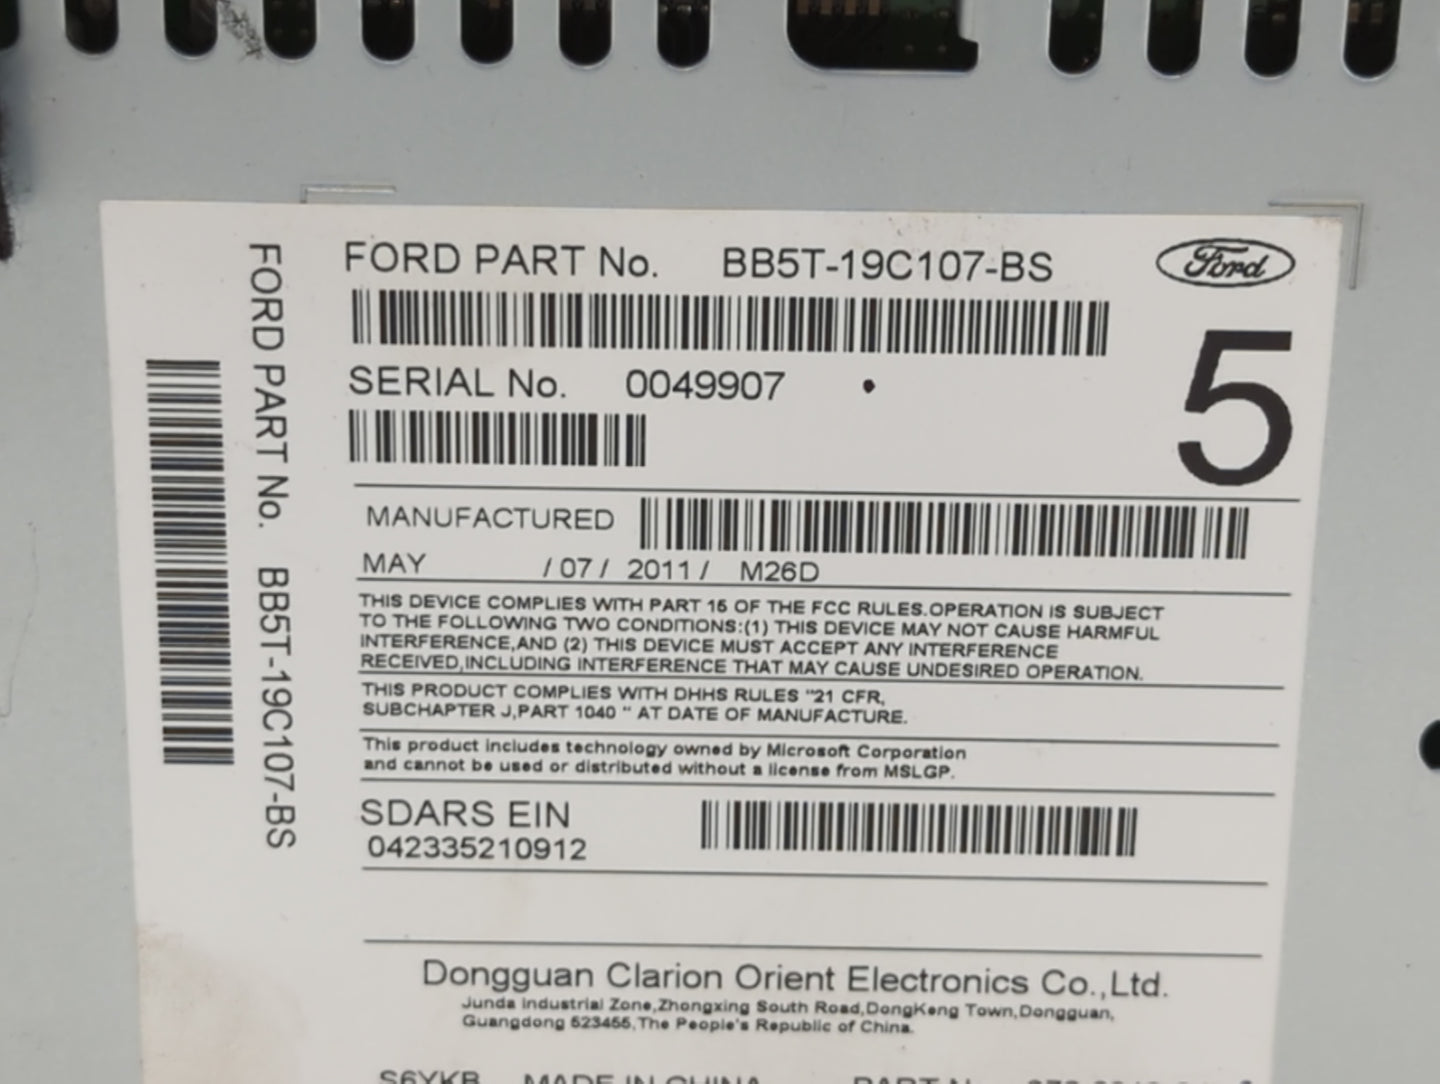 FORD PART No. BB5T-19C107-BS
Ford
SERIAL No. 0049907
5
MANUFACTURED
MAY / 07 / 2011 / M26D
THIS DEVICE COMPLIES WITH PART 15 OF THE FCC RULES.OPERATION IS SUBJECT
TO THE FOLLOWING TWO CONDITIONS:(1) THIS DEVICE MAY NOT CAUSE HARMFUL
INTERFERENCE,AND (2) THIS DEVICE MUST ACCEPT ANY INTERFERENCE
RECEIVED,INCLUDING INTERFERENCE THAT MAY CAUSE UNDESIRED OPERATION.
THIS PRODUCT COMPLIES WITH DHHS RULES "21 CFR,
SUBCHAPTER J,PART 1040 " AT DATE OF MANUFACTURE.
This product includes technology owned by Microsoft Corporation
and cannot be used or distributed without a license from MSLGP.
SDARS EIN
042335210912
Dongguan Clarion Orient Electronics Co.,Ltd.
Junda Industrial Zone,Zhongxing South Road,DongKeng Town,Dongguan,
Guangdong 523455,The People's Republic of China.
S6YKB MADE IN CHINA PART N
FORD PART No. BB5T-19C107-BS